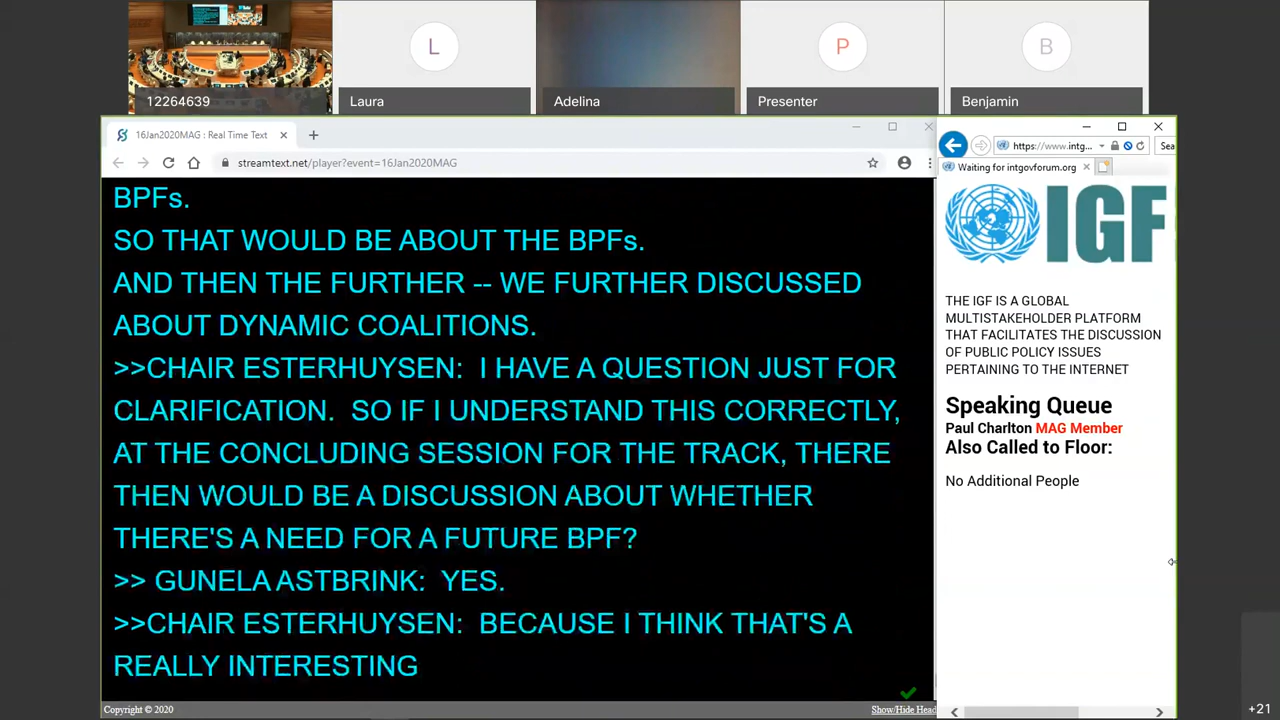 L
P
B
12264639
Laura
Adelina
Presenter
Benjamin
16Jan2020MAG : Real Time Text
streamtext.net/player?event=16Jan2020MAG
BPFs.
SO THAT WOULD BE ABOUT THE BPFs.
AND THEN THE FURTHER -- WE FURTHER DISCUSSED
ABOUT DYNAMIC COALITIONS.
>>CHAIR ESTERHUYSEN:  I HAVE A QUESTION JUST FOR
CLARIFICATION.  SO IF I UNDERSTAND THIS CORRECTLY,
AT THE CONCLUDING SESSION FOR THE TRACK, THERE
THEN WOULD BE A DISCUSSION ABOUT WHETHER
THERE'S A NEED FOR A FUTURE BPF?
>> GUNELA ASTBRINK:  YES.
>>CHAIR ESTERHUYSEN:  BECAUSE I THINK THAT'S A
REALLY INTERESTING
Copyright © 2020
Show/Hide Head
https://www.intg...
Sea
Waiting for intgovforum.org
IGF
THE IGF IS A GLOBAL
MULTISTAKEHOLDER PLATFORM
THAT FACILITATES THE DISCUSSION
OF PUBLIC POLICY ISSUES
PERTAINING TO THE INTERNET
Speaking Queue
Paul Charlton MAG Member
Also Called to Floor:
No Additional People
+21